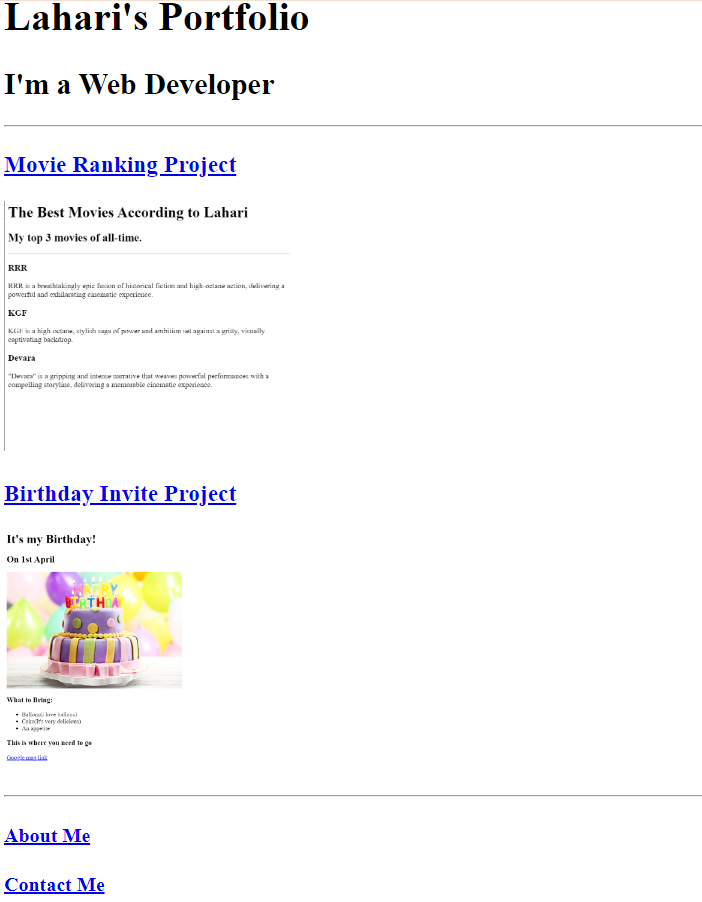 Lahari's Portfolio
I'm a Web Developer
Movie Ranking Project
The Best Movies According to Lahari
My top 3 movies of all-time.
RRR
RRR is a breathtakingly epic fusion of historical fiction and high-octane action, delivering a
powerful and exhilarating cinematic experience.
KGF
KGF is a high-octane, stylish saga of power and ambition set against a gritty, visually
captivating backdrop.
Devara
"Devara" is a gripping and intense narrative that weaves powerful performances with a
compelling storyline, delivering a memorable cinematic experience.
Birthday Invite Project
It's my Birthday!
On 1st April
HAPPY
BIRTHDAY
What to Bring:
Cake(It's very delicious)
An appetite
This is where you need to go
Google map link
About Me
Contact Me